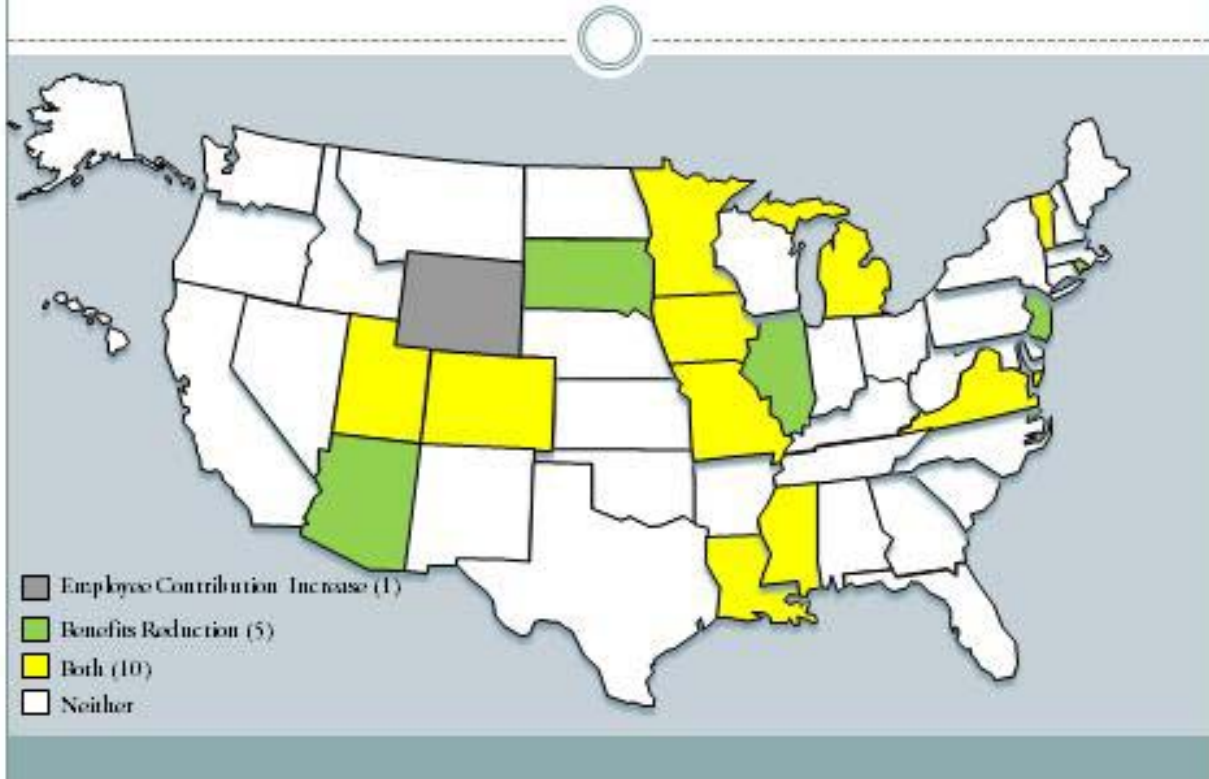 Employee Contribution Increase (1)
Benefits Reduction (5)
Both (10)
Neither